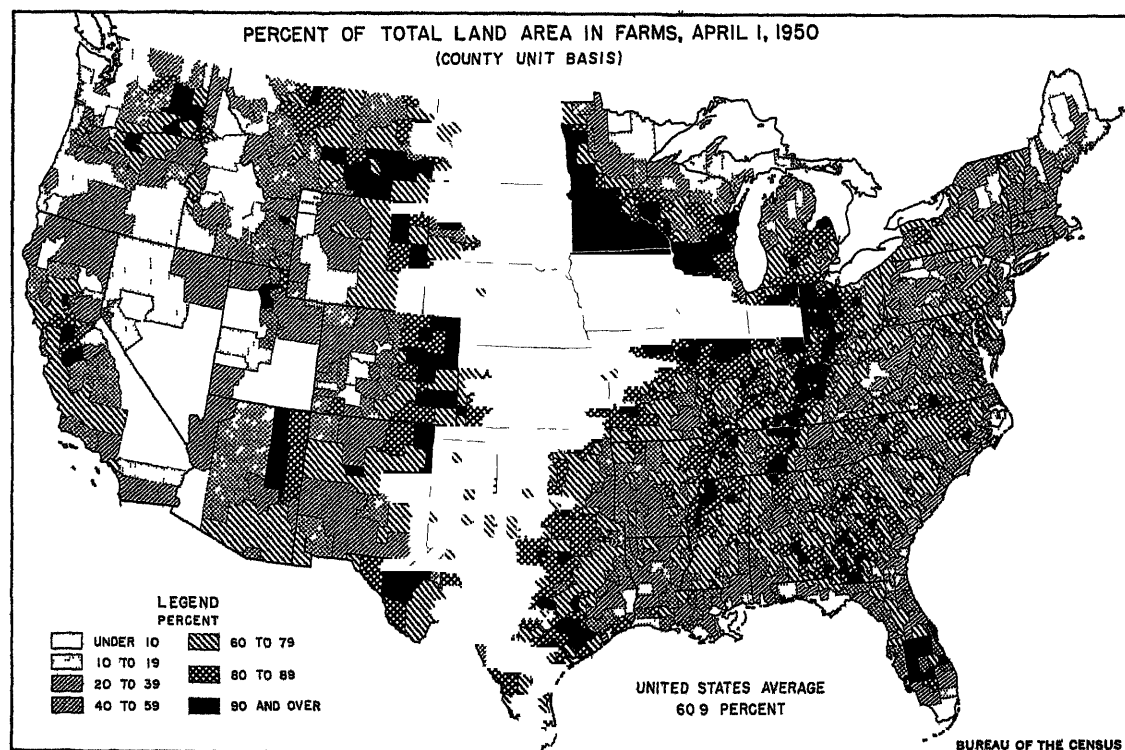 PERCENT OF TOTAL LAND AREA IN FARMS, APRIL 1, 1950
(COUNTY UNIT BASIS)
LEGEND
PERCENT
UNDER 10
10 TO 19
20 TO 39
40 TO 59
60 TO 79
80 TO 89
90 AND OVER
UNITED STATES AVERAGE
60 9 PERCENT
BUREAU OF THE CENSUS